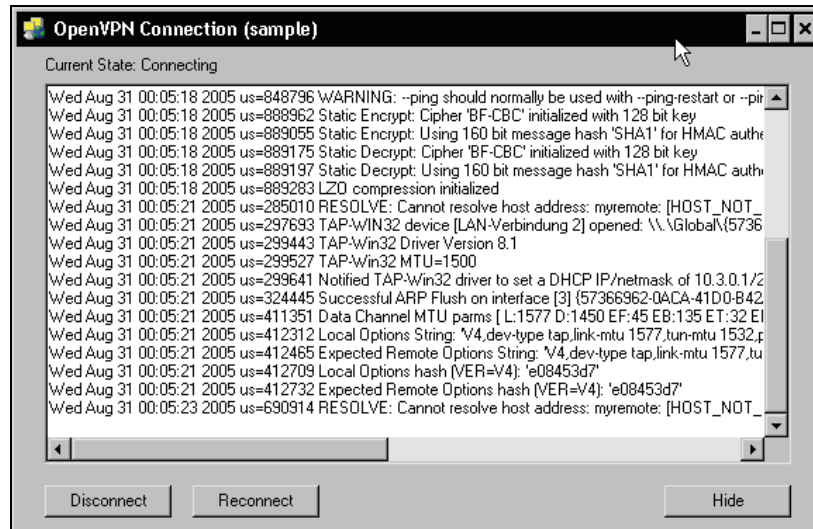 OpenVPN Connection (sample)
Current State: Connecting
Wed Aug 31 00:05:18 2005 us=848796 WARNING: --ping should normally be used with --ping-restart or --pin
Wed Aug 31 00:05:18 2005 us=888962 Static Encrypt: Cipher 'BF-CBC' initialized with 128 bit key
Wed Aug 31 00:05:18 2005 us=889055 Static Encrypt: Using 160 bit message hash 'SHA1' for HMAC authe
Wed Aug 31 00:05:18 2005 us=889175 Static Decrypt: Cipher 'BF-CBC' initialized with 128 bit key
Wed Aug 31 00:05:18 2005 us=889197 Static Decrypt: Using 160 bit message hash 'SHA1' for HMAC auth
Wed Aug 31 00:05:18 2005 us=889283 LZO compression initialized
Wed Aug 31 00:05:21 2005 us=285010 RESOLVE: Cannot resolve host address: myremote: [HOST_NOT_
Wed Aug 31 00:05:21 2005 us=297693 TAP-WIN32 device [LAN-Verbindung 2] opened: \\.\Global\{5736
Wed Aug 31 00:05:21 2005 us=299443 TAP-Win32 Driver Version 8.1
Wed Aug 31 00:05:21 2005 us=299527 TAP-Win32 MTU=1500
Wed Aug 31 00:05:21 2005 us=299641 Notified TAP-Win32 driver to set a DHCP IP/netmask of 10.3.0.1/2
Wed Aug 31 00:05:21 2005 us=324445 Successful ARP Flush on interface [3] {57366962-0ACA-41D0-B42
Wed Aug 31 00:05:21 2005 us=411351 Data Channel MTU parms [ L:1577 D:1450 EF:45 EB:135 ET:32 El
Wed Aug 31 00:05:21 2005 us=412312 Local Options String: 'V4,dev-type tap,link-mtu 1577,tun-mtu 1532,p
Wed Aug 31 00:05:21 2005 us=412465 Expected Remote Options String: 'V4,dev-type tap,link-mtu 1577,tu
Wed Aug 31 00:05:21 2005 us=412709 Local Options hash (VER=V4): 'e08453d7'
Wed Aug 31 00:05:21 2005 us=412732 Expected Remote Options hash (VER=V4): 'e08453d7'
Wed Aug 31 00:05:23 2005 us=690914 RESOLVE: Cannot resolve host address: myremote: [HOST_NOT_
Disconnect Reconnect Hide